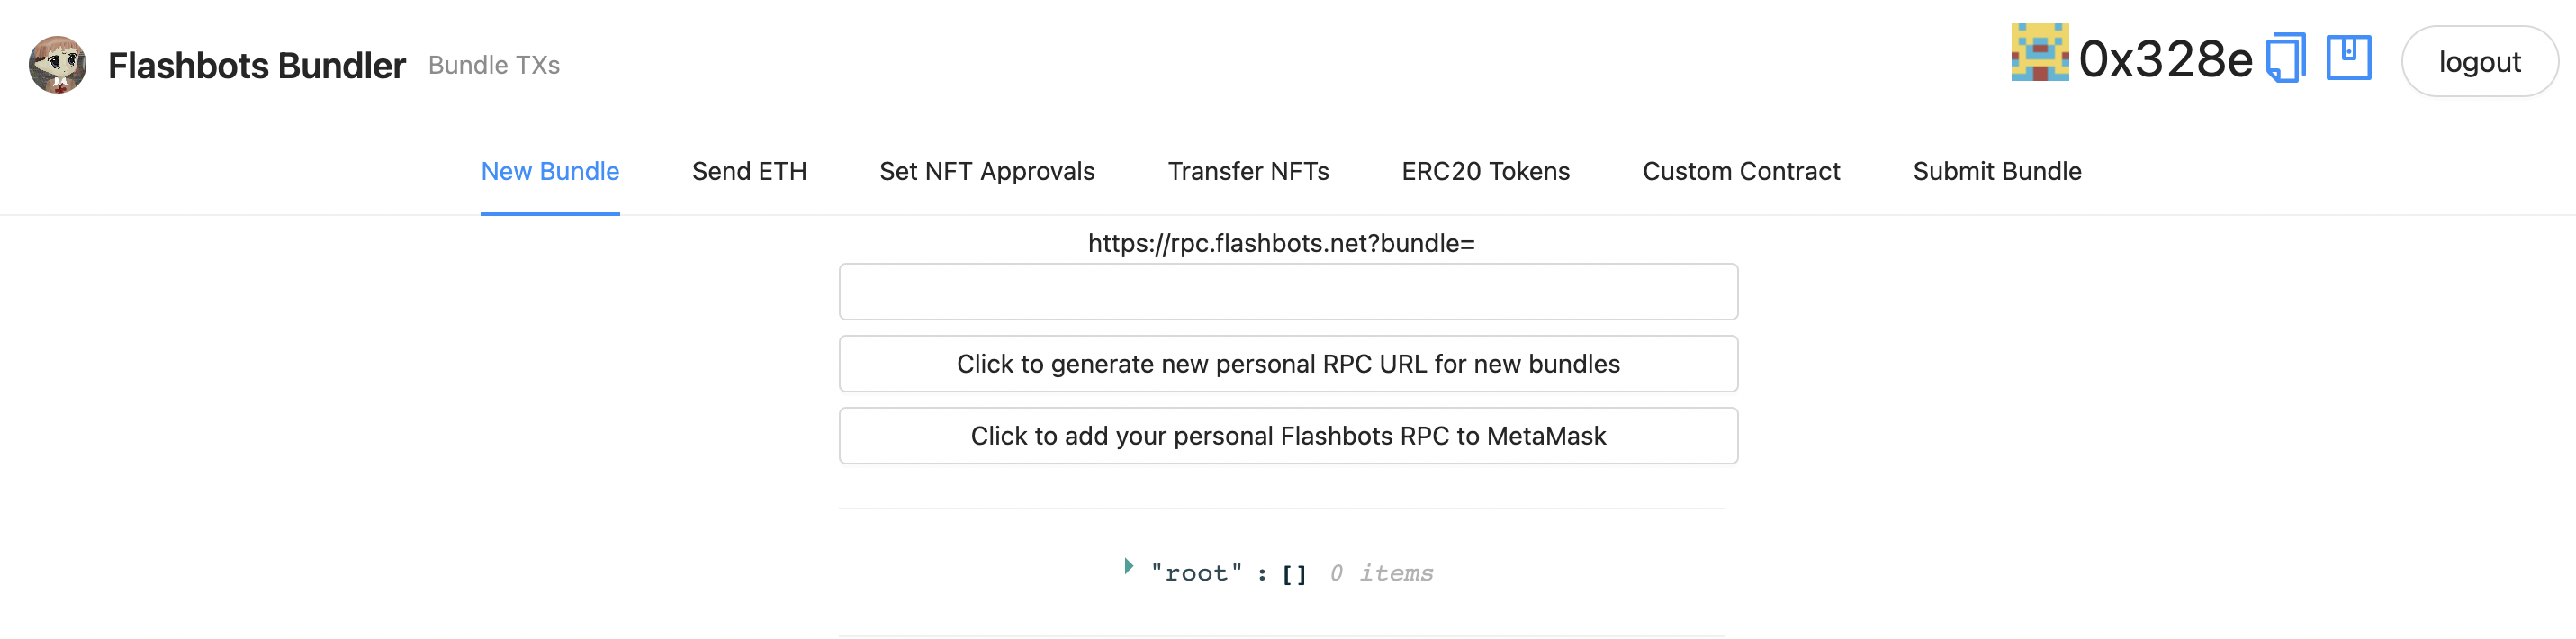 Flashbots Bundler Bundle TXs 0x328e logout
New Bundle Send ETH Set NFT Approvals Transfer NFTs ERC20 Tokens Custom Contract Submit Bundle
https://rpc.flashbots.net?bundle=
Click to generate new personal RPC URL for new bundles
Click to add your personal Flashbots RPC to MetaMask
"root" : [] 0 items